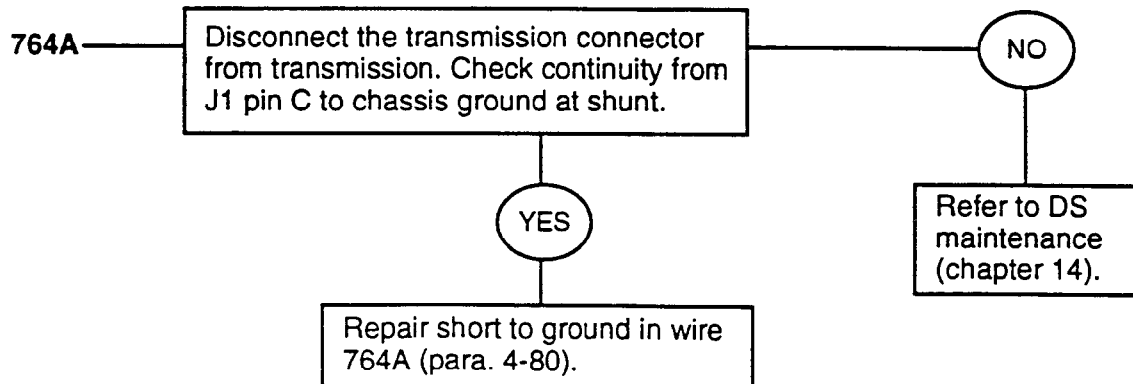 764A
Disconnect the transmission connector
from transmission. Check continuity from
J1 pin C to chassis ground at shunt.
NO
YES
Refer to DS
maintenance
(chapter 14).
Repair short to ground in wire
764A (para. 4-80).